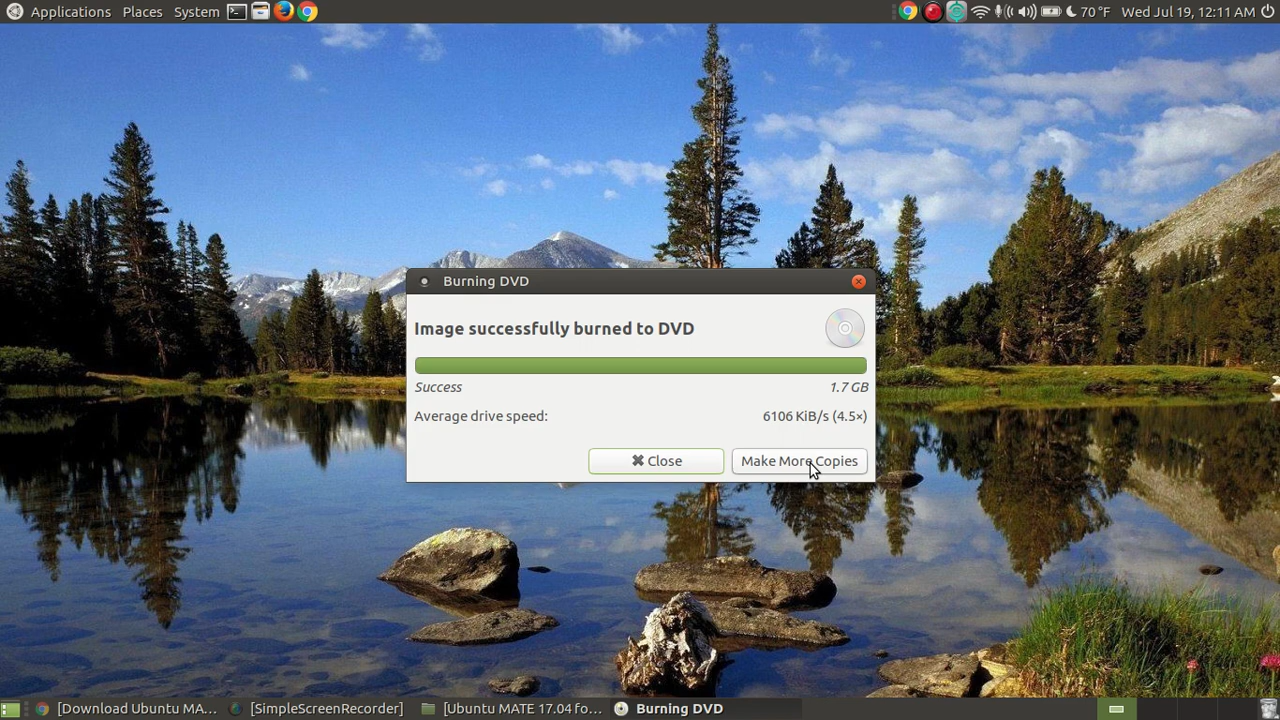 Applications Places System 70 °F Wed Jul 19, 12:11 AM
Burning DVD
Image successfully burned to DVD
Success 1.7 GB
Average drive speed: 6106 KiB/s (4.5×)
Close Make More Copies
[Download Ubuntu MA... [SimpleScreenRecorder] [Ubuntu MATE 17.04 fo... Burning DVD